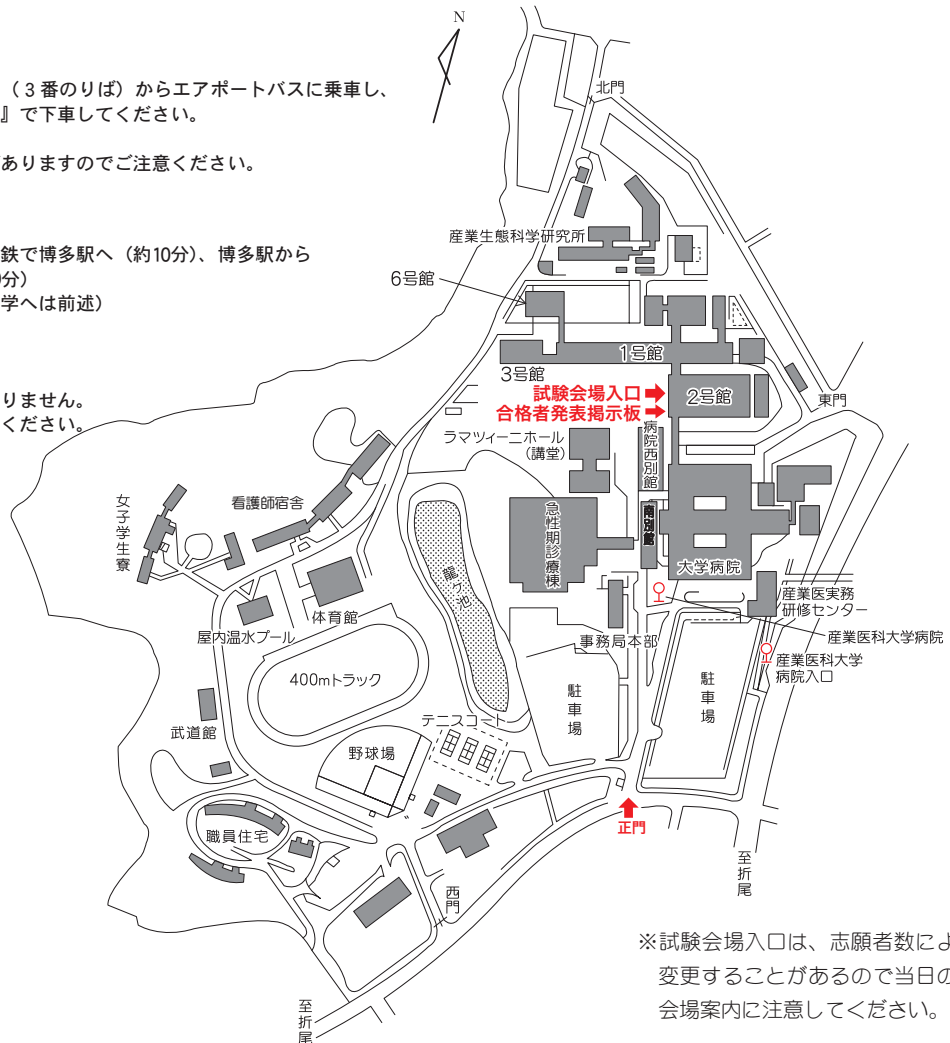 N
（３番のりば）からエアポートバスに乗車し、
』で下車してください。
ありますのでご注意ください。
鉄で博多駅へ（約10分）、博多駅から
分）
学へは前述）
りません。
ください。
北門
産業生態科学研究所
6号館
1号館
3号館
試験会場入口
2号館
合格者発表掲示板
東門
ラマツィーニホール
（講堂）
病院西別館
女子学生寮
看護師宿舎
急性期診療棟
南別館
大学病院
龍ヶ池
産業医実務
研修センター
体育館
屋内温水プール
事務局本部
産業医科大学病院
産業医科大学
病院入口
400mトラック
駐車場
駐車場
武道館
テニスコート
野球場
正門
職員住宅
至折尾
西門
※試験会場入口は、志願者数によ
変更することがあるので当日の
会場案内に注意してください。
至折尾